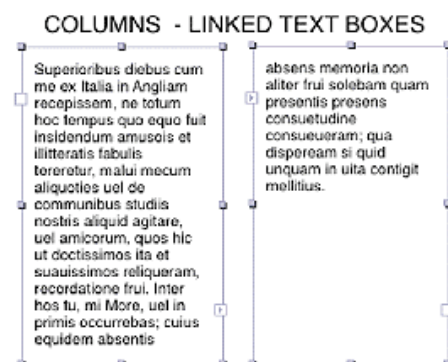 COLUMNS - LINKED TEXT BOXES
Superioribus diebus cum
me ex Italia in Angliam
recepissem, ne totum
hoc tempus quo equo fuit
insidendum amusois et
illitteratis fabulis
tereretur, malui mecum
aliquoties uel de
communibus studiis
nostris aliquid agitare,
uel amicorum, quos hic
ut doctissimos ita et
suauissimos reliqueram,
recordatione frui. Inter
hos tu, mi More, uel in
primis occurrebas; cuius
equidem absentis
absens memoria non
aliter frui solebam quam
presentis presens
consuetudine
consueueram; qua
dispeream si quid
unquam in uita contigit
mellitius.